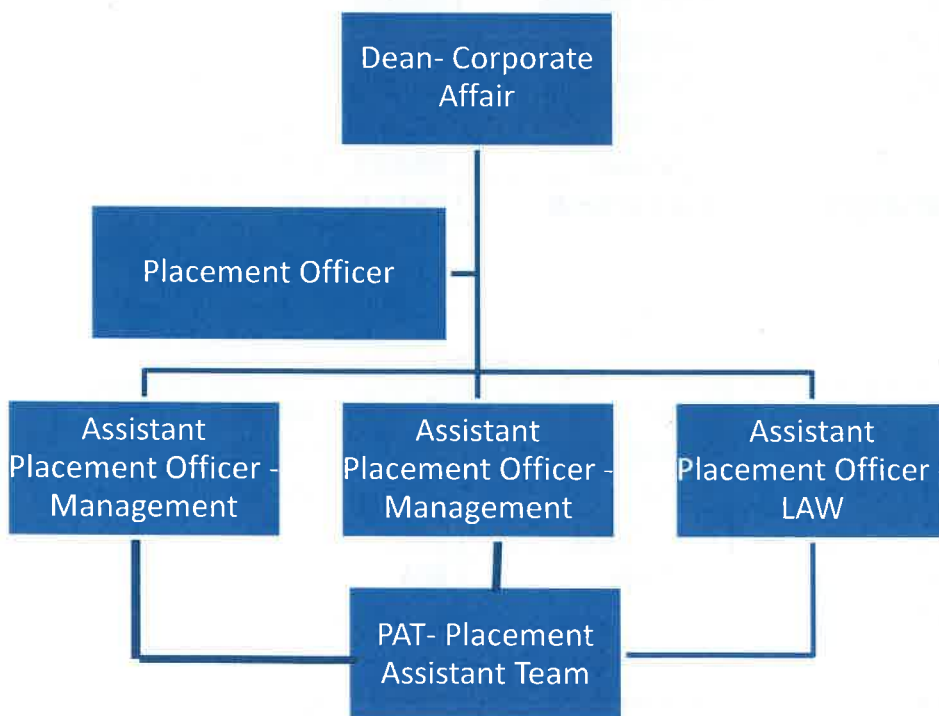 Dean- Corporate
Affair
Placement Officer
Assistant
Placement Officer -
Management
Assistant
Placement Officer -
Management
Assistant
Placement Officer
LAW
PAT- Placement
Assistant Team